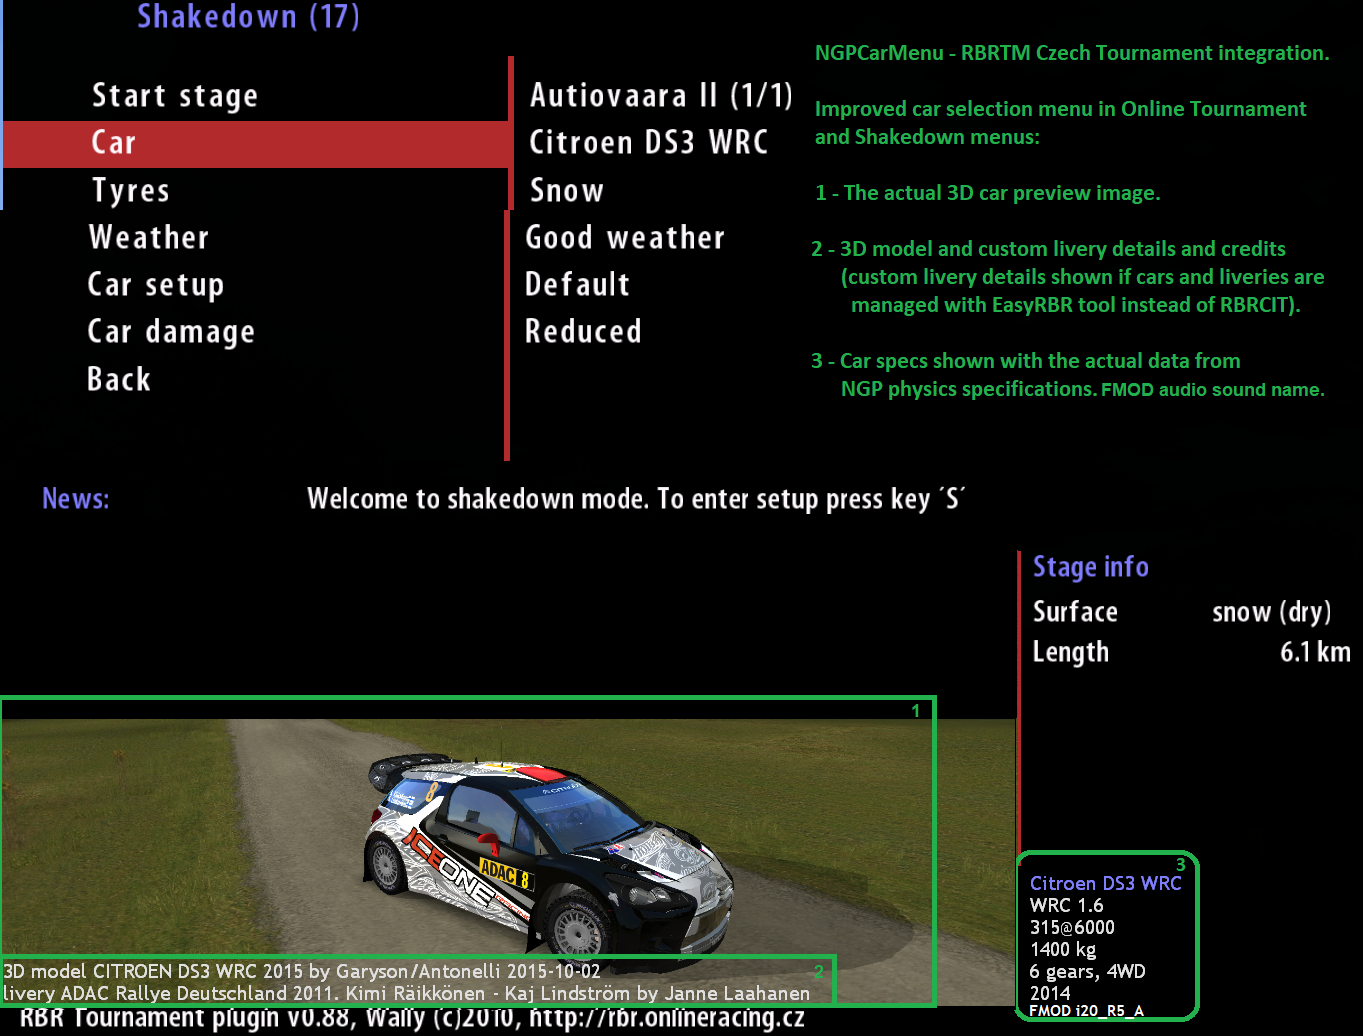 Shakedown (17)
Start stage
Autiovaara II (1/1)
Car
Citroen DS3 WRC
Tyres
Snow
Weather
Good weather
Car setup
Default
Car damage
Reduced
Back
NGPCarMenu - RBRTM Czech Tournament integration.
Improved car selection menu in Online Tournament
and Shakedown menus:
1 - The actual 3D car preview image.
2 - 3D model and custom livery details and credits
(custom livery details shown if cars and liveries are
managed with EasyRBR tool instead of RBRCIT).
3 - Car specs shown with the actual data from
NGP physics specifications. FMOD audio sound name.
News:
Welcome to shakedown mode. To enter setup press key ´S´
Stage info
Surface snow (dry)
Length 6.1 km
1
8
ICEONE
ADAC 8
3
Citroen DS3 WRC
WRC 1.6
315@6000
1400 kg
6 gears, 4WD
2014
FMOD i20_R5_A
2
3D model CITROEN DS3 WRC 2015 by Garyson/Antonelli 2015-10-02
livery ADAC Rallye Deutschland 2011. Kimi Räikkönen - Kaj Lindström by Janne Laahanen
RBR Tournament plugin v0.88, Wally (c)2010, http://rbr.onlineracing.cz